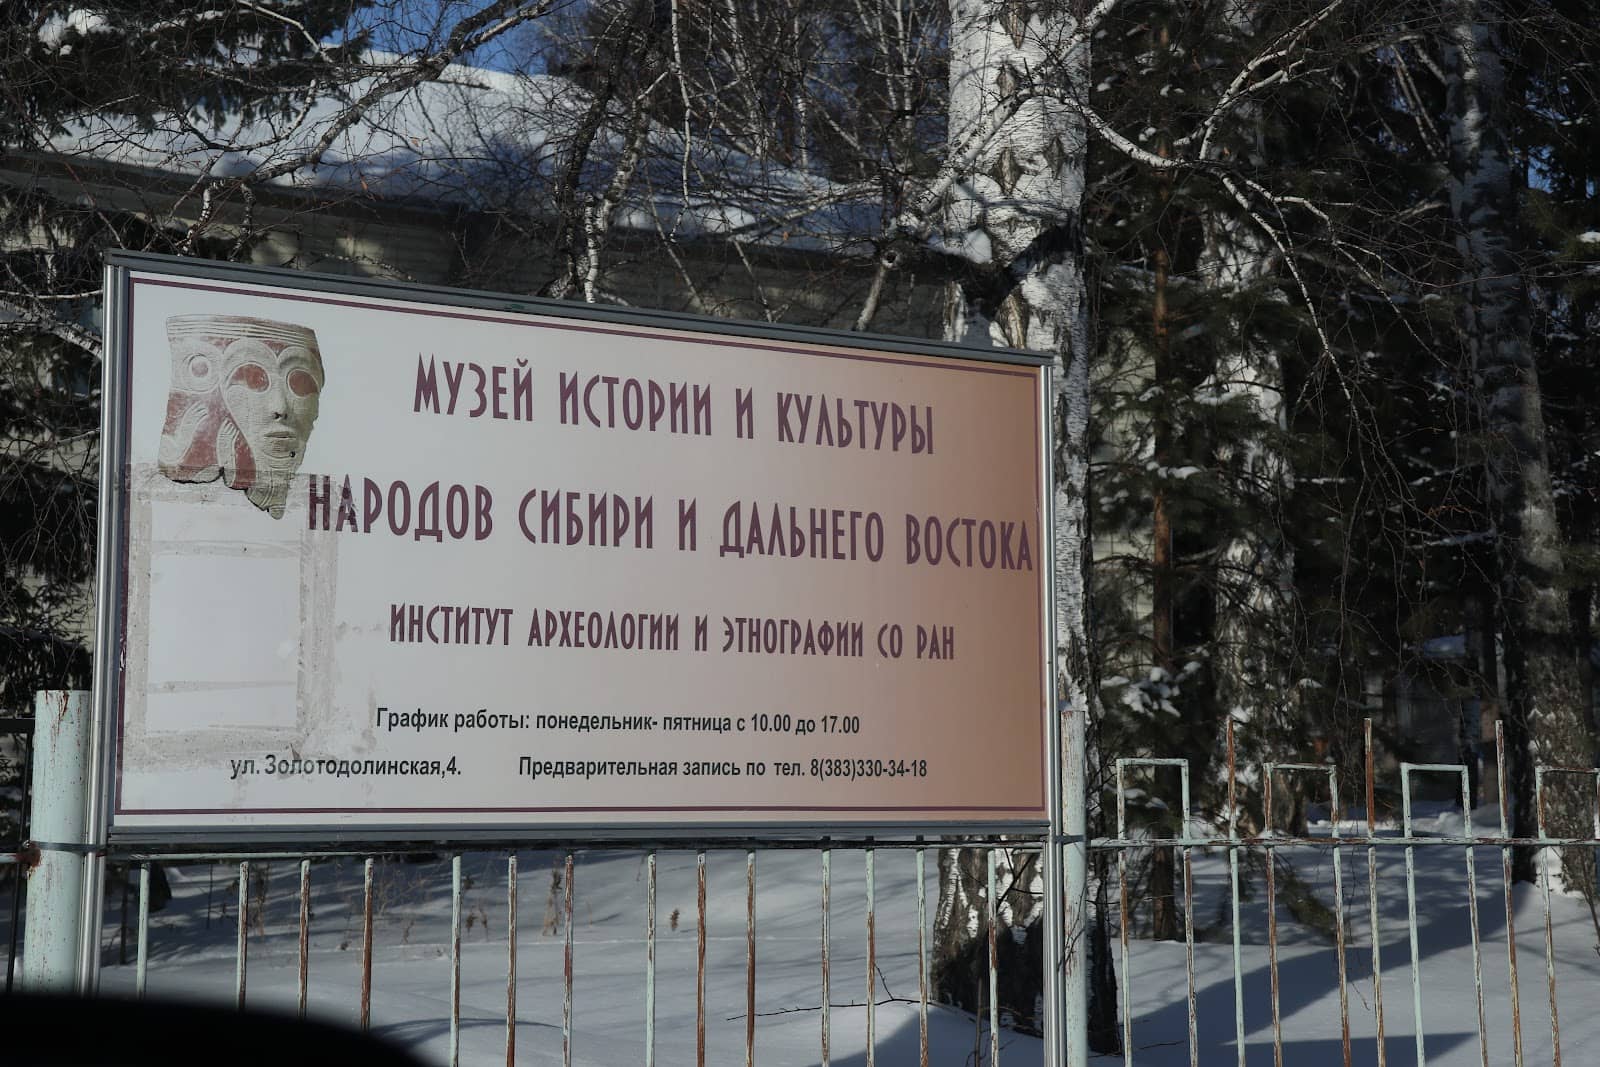 МУЗЕЙ ИСТОРИИ И КУЛЬТУРЫ
НАРОДОВ СИБИРИ И ДАЛЬНЕГО ВОСТОКА
ИНСТИТУТ АРХЕОЛОГИИ И ЭТНОГРАФИИ СО РАН
График работы: понедельник- пятница с 10.00 до 17.00
ул. Золотодолинская,4. Предварительная запись по тел. 8(383)330-34-18